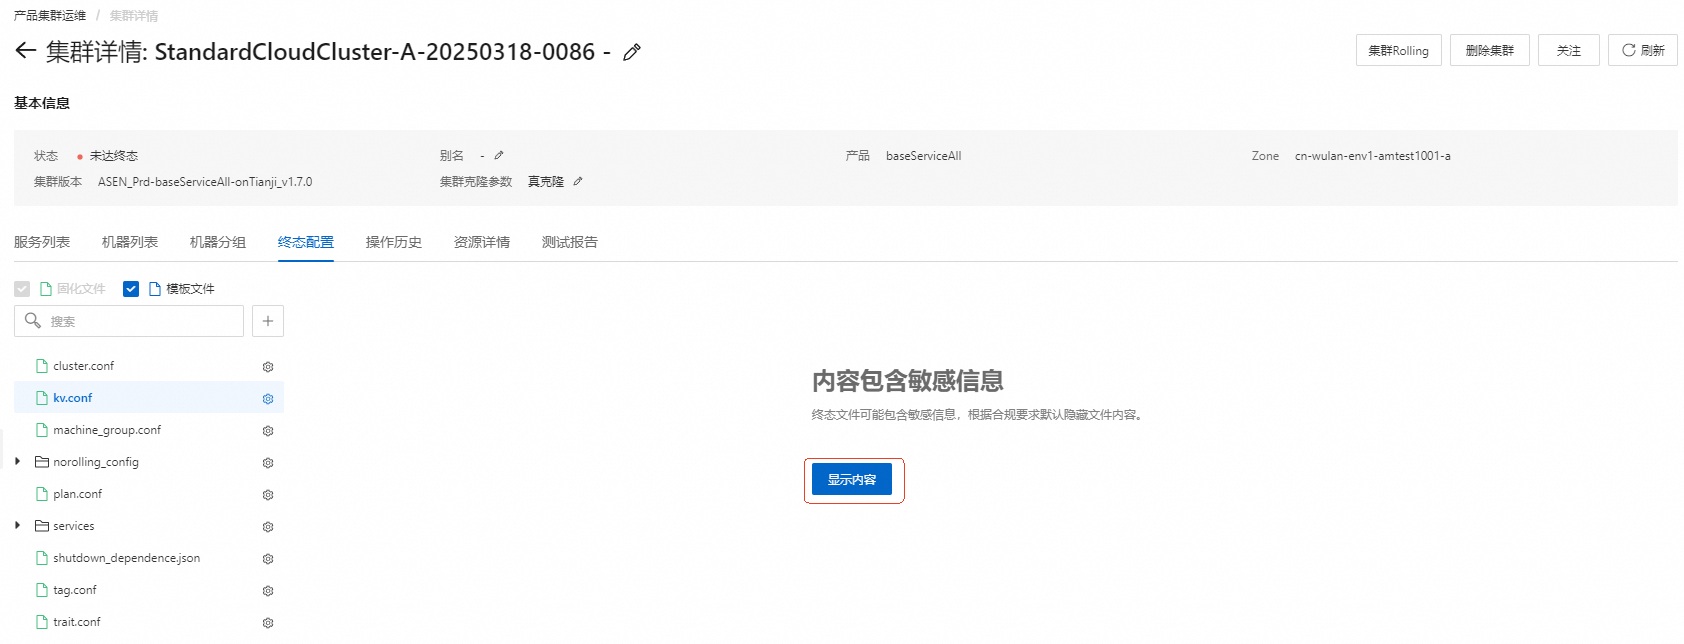 产品集群运维 / 集群详情
集群详情: StandardCloudCluster-A-20250318-0086 -
集群Rolling 删除集群 关注 刷新
基本信息
状态 未达终态 别名 - 产品 baseServiceAll Zone cn-wulan-env1-amtest1001-a
集群版本 ASEN_Prd-baseServiceAll-onTianji_v1.7.0 集群克隆参数 真克隆
服务列表 机器列表 机器分组 终态配置 操作历史 资源详情 测试报告
固化文件 模板文件
搜索
cluster.conf
kv.conf
machine_group.conf
norolling_config
plan.conf
services
shutdown_dependence.json
tag.conf
trait.conf
内容包含敏感信息
终态文件可能包含敏感信息，根据合规要求默认隐藏文件内容。
显示内容